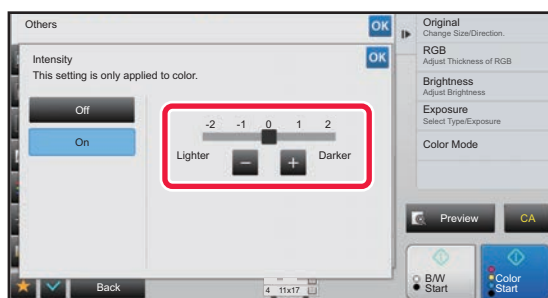 Others
OK
Intensity
OK
This setting is only applied to color.
Off
On
-2 -1 0 1 2
Lighter
Darker
Back
4 11x17
Original
Change Size/Direction.
RGB
Adjust Thickness of RGB
Brightness
Adjust Brightness
Exposure
Select Type/Exposure
Color Mode
Preview
CA
B/W
Start
Color
Start